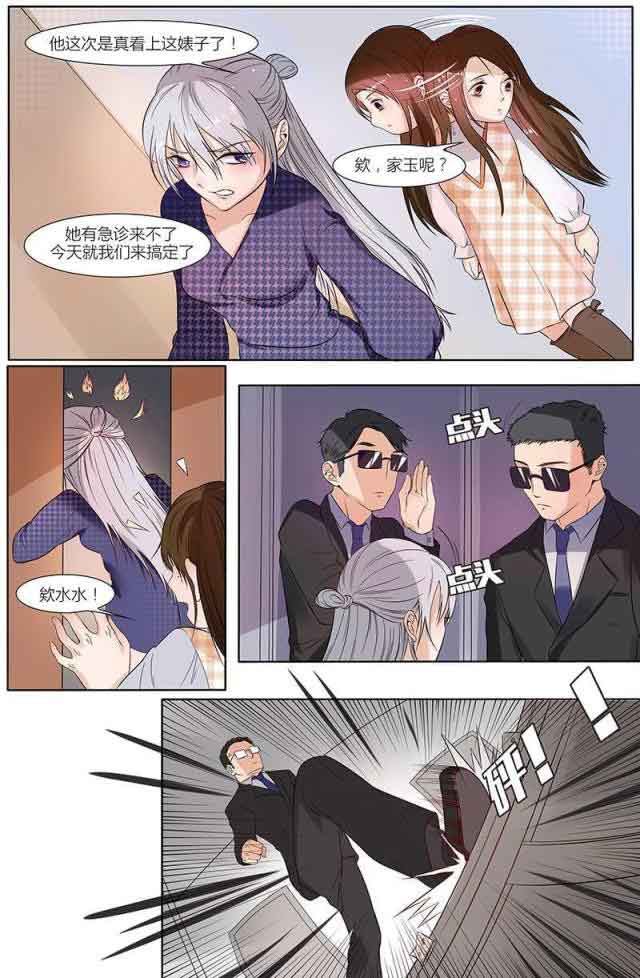 他这次是真看上这婊子了！
欸，家玉呢？
她有急诊来不了
今天就我们来搞定了
欸水水！
点头
点头
砰！！